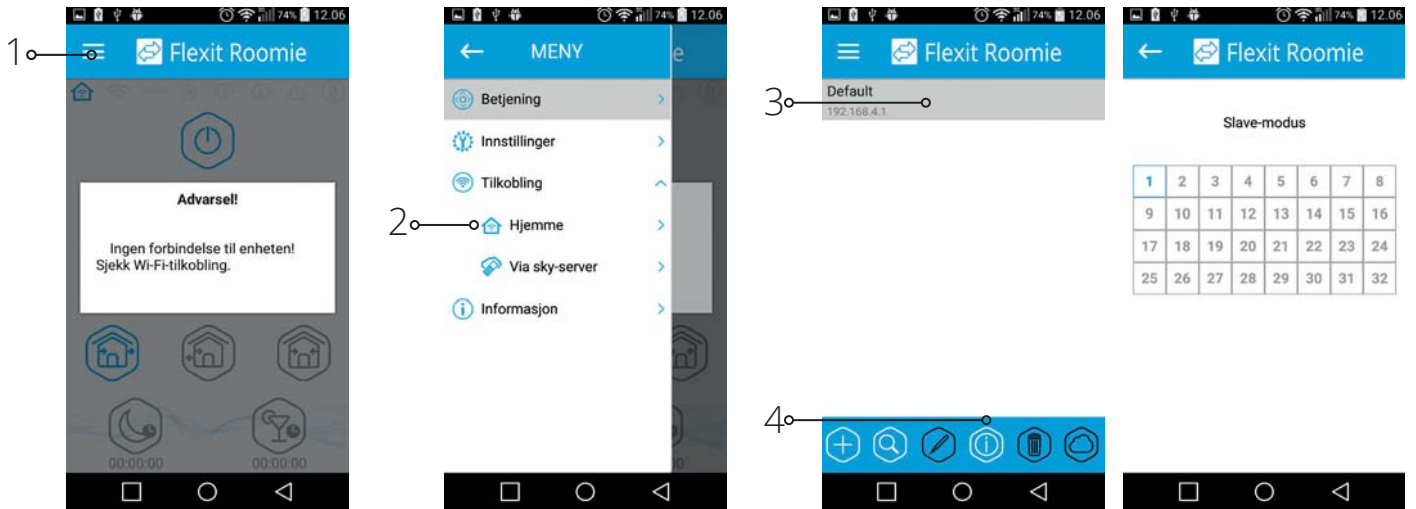 74% 12.06
1
Flexit Roomie
Advarsel!
Ingen forbindelse til enheten!
Sjekk Wi-Fi-tilkobling.
00:00:00 00:00:00
74% 12.06
MENY
e
Betjening
Innstillinger
Tilkobling
2
Hjemme
Via sky-server
Informasjon
74% 12.06
Flexit Roomie
3
Default
192.168.4.1
4
74% 12.06
Flexit Roomie
Slave-modus
1 2 3 4 5 6 7 8
9 10 11 12 13 14 15 16
17 18 19 20 21 22 23 24
25 26 27 28 29 30 31 32